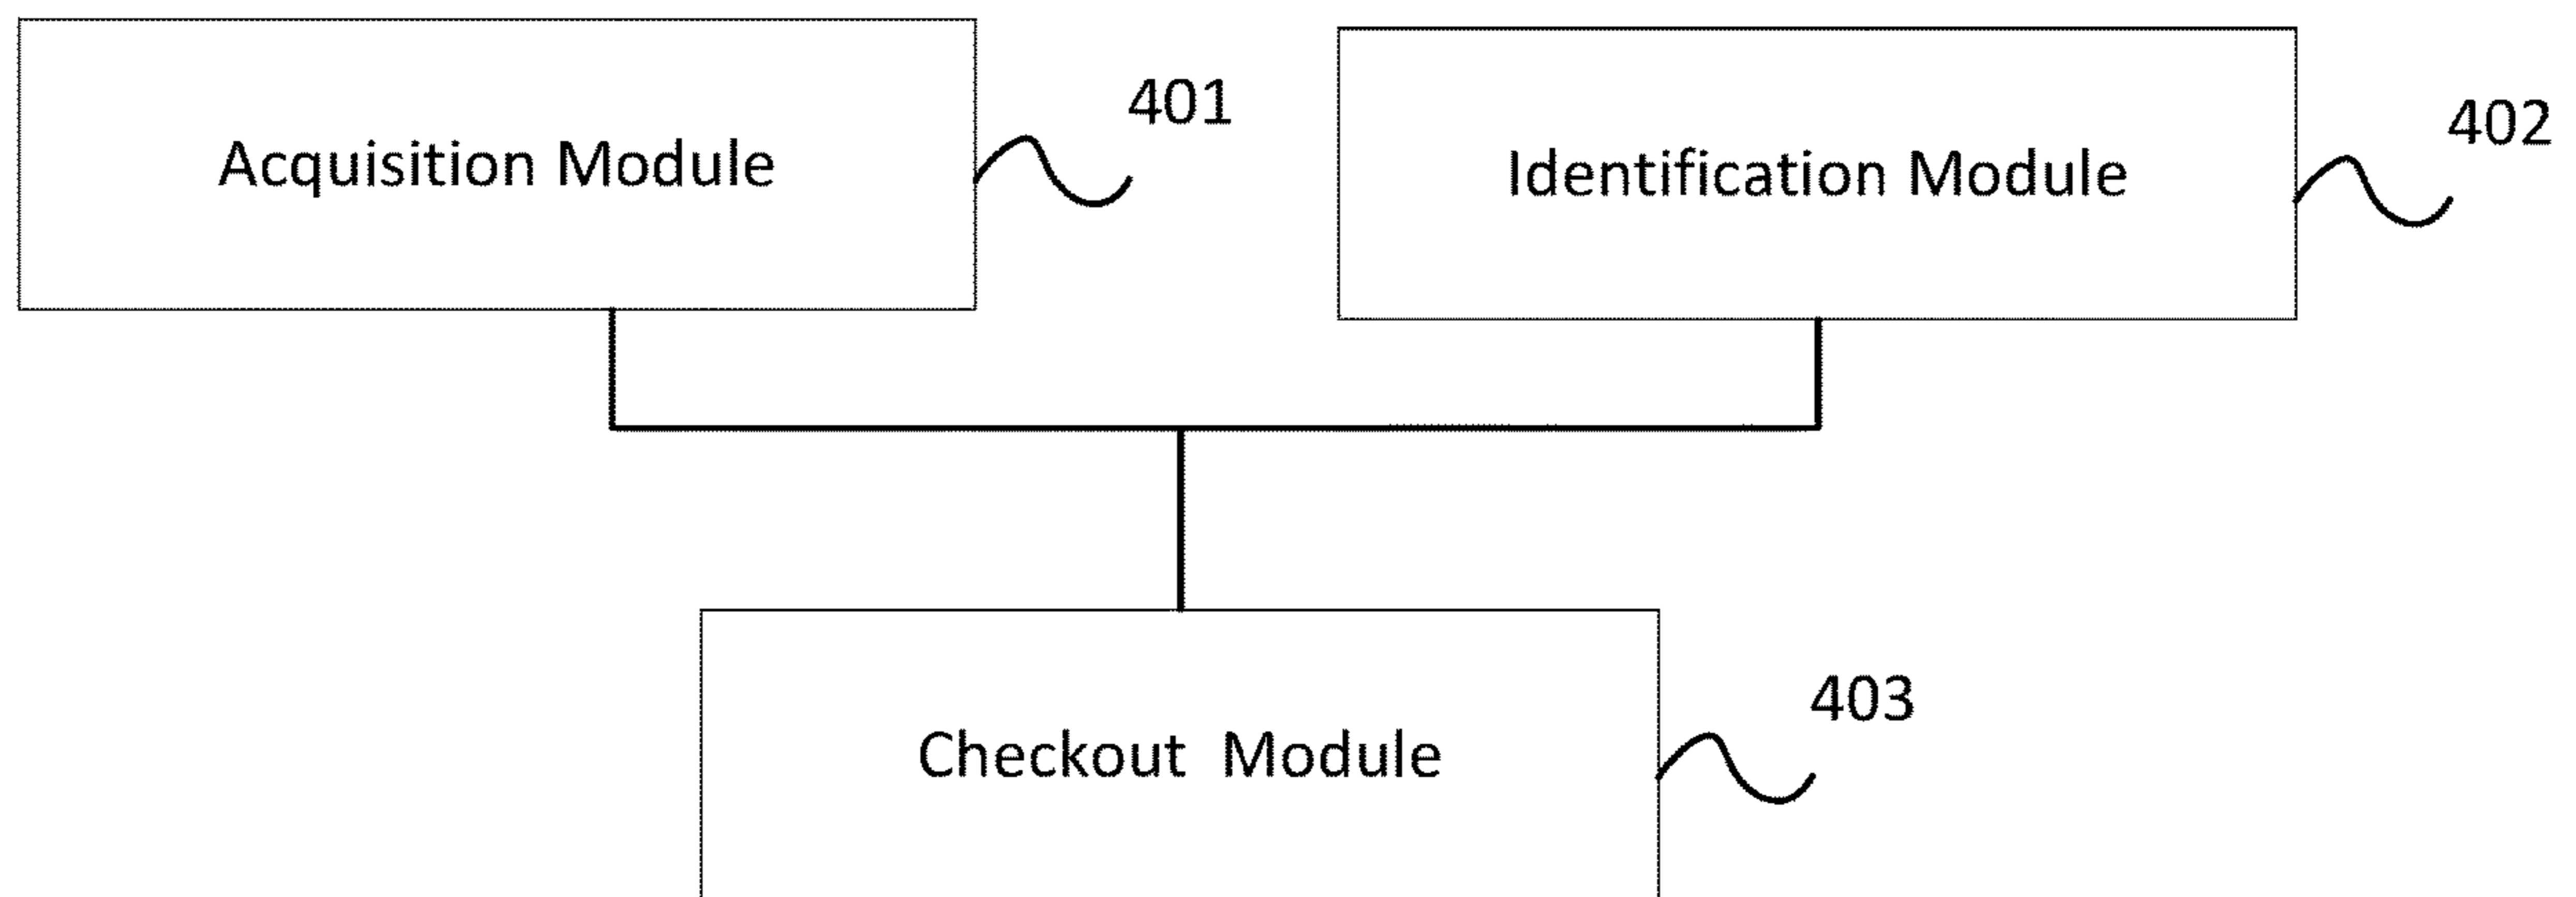 Acquisition Module
401
Identification Module
402
Checkout Module
403